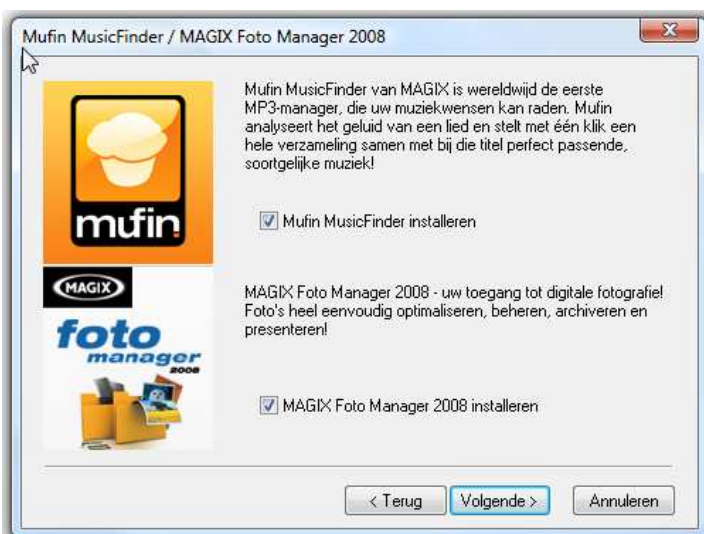 Mufin MusicFinder / MAGIX Foto Manager 2008
mufin
Mufin MusicFinder van MAGIX is wereldwijd de eerste
MP3-manager, die uw muziekwensen kan raden. Mufin
analyseert het geluid van een lied en stelt met één klik een
hele verzameling samen met bij die titel perfect passende,
soortgelijke muziek!
Mufin MusicFinder installeren
MAGIX
foto
manager
2008
MAGIX Foto Manager 2008 - uw toegang tot digitale fotografie!
Foto's heel eenvoudig optimaliseren, beheren, archiveren en
presenteren!
MAGIX Foto Manager 2008 installeren
< Terug
Volgende >
Annuleren